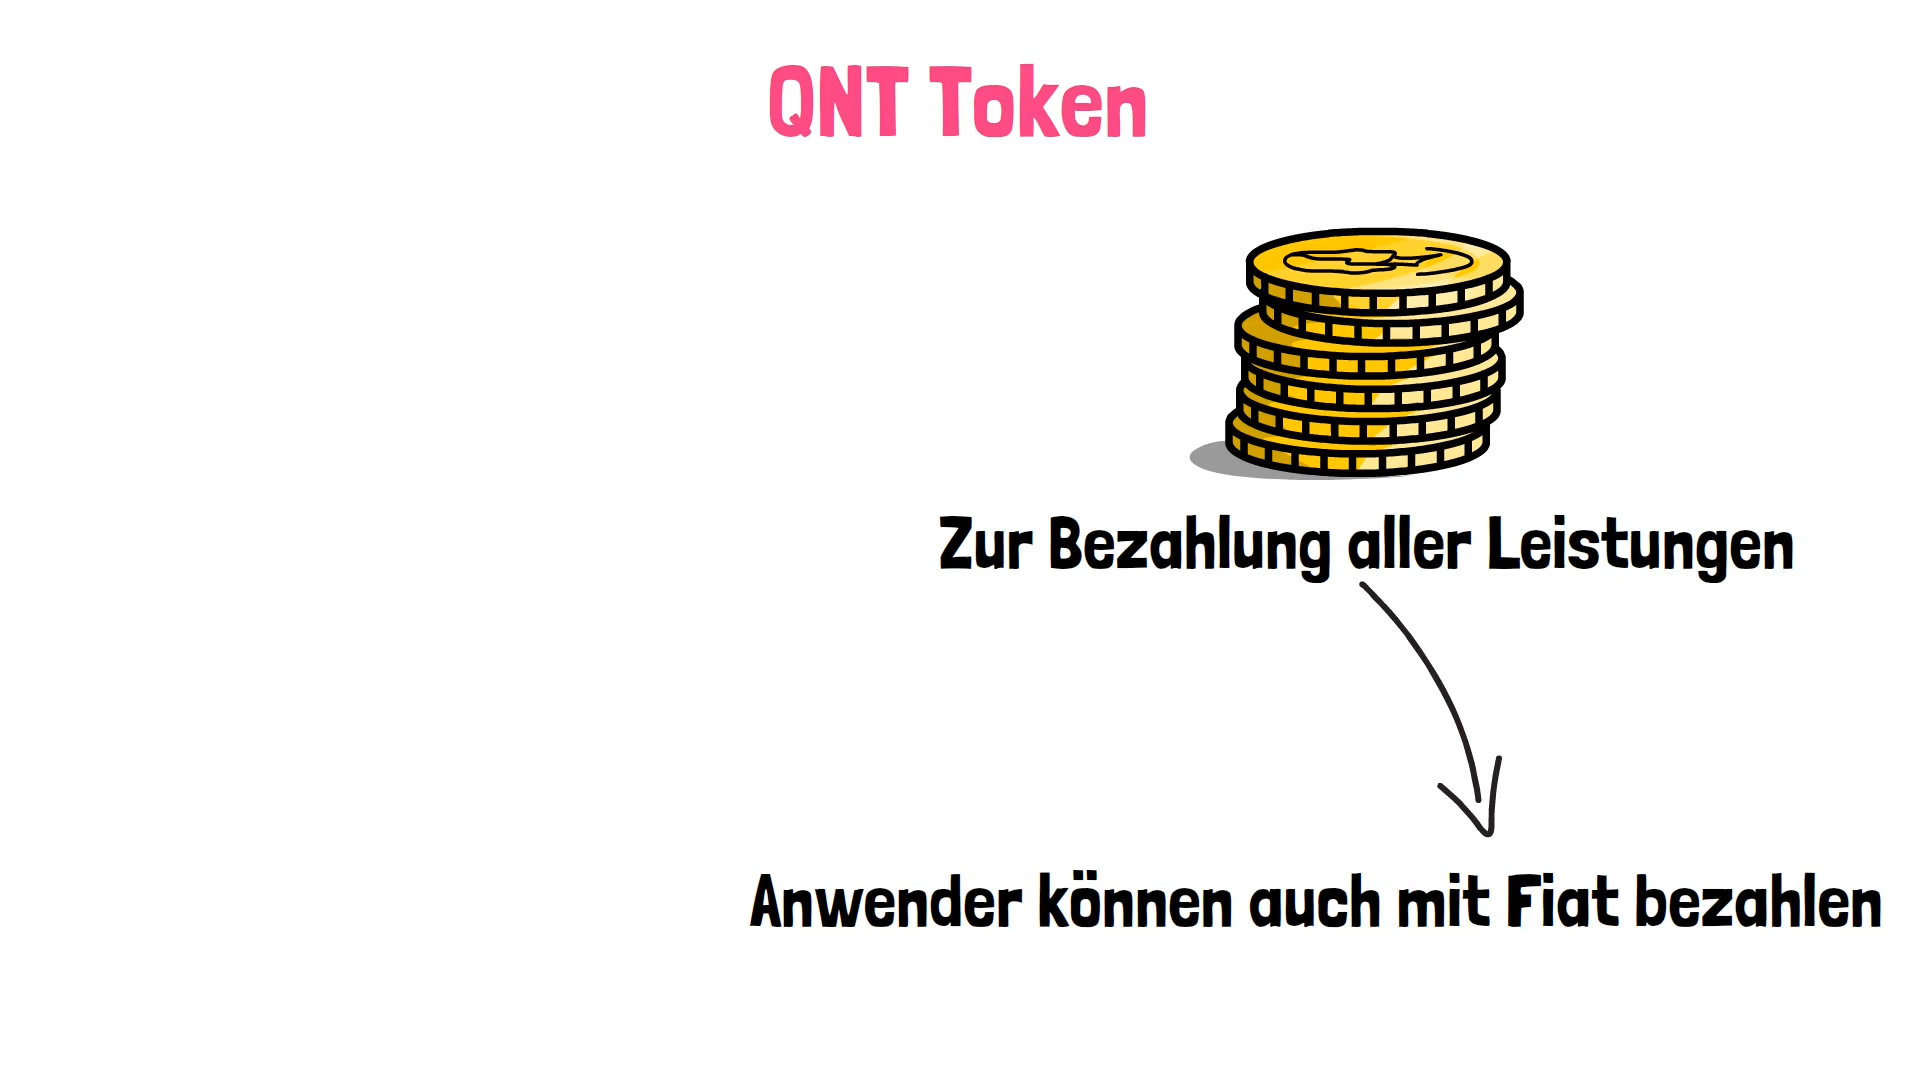 QNT Token
Zur Bezahlung aller Leistungen
Anwender können auch mit Fiat bezahlen